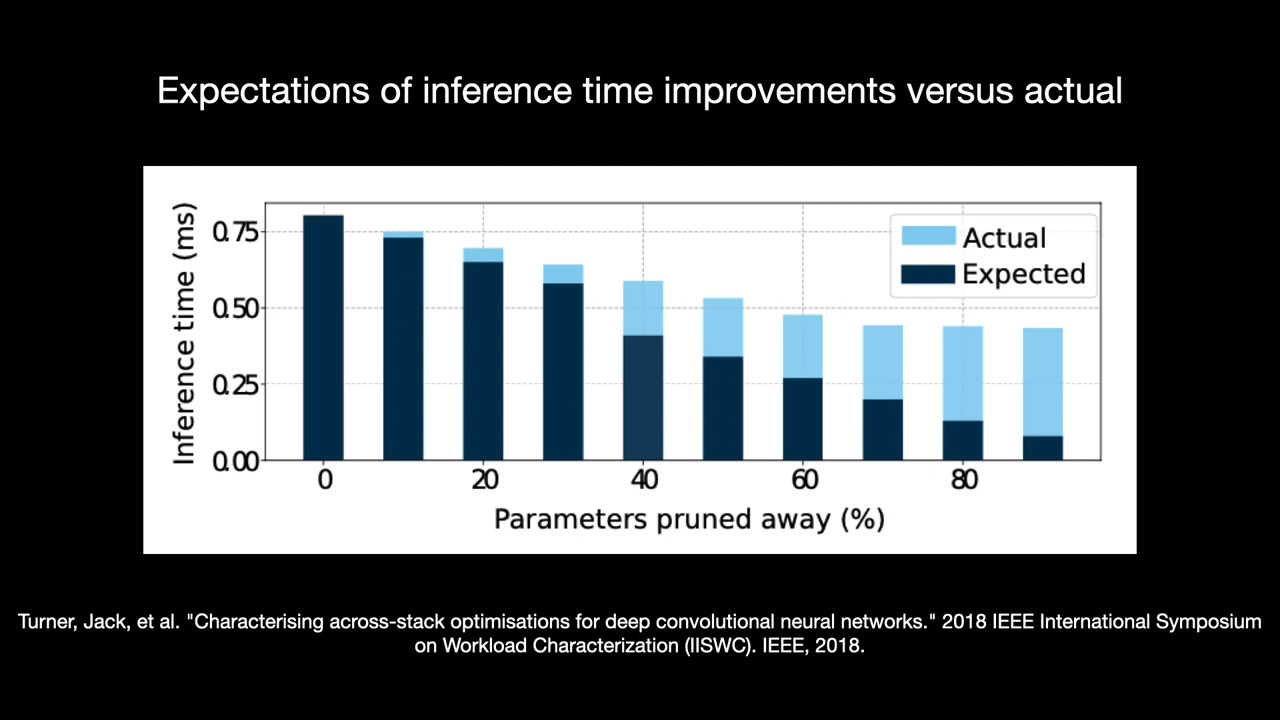 Expectations of inference time improvements versus actual
Inference time (ms)
0.75
0.50
0.25
0.00
Actual
Expected
0 20 40 60 80
Parameters pruned away (%)
Turner, Jack, et al. "Characterising across-stack optimisations for deep convolutional neural networks." 2018 IEEE International Symposium
on Workload Characterization (IISWC). IEEE, 2018.